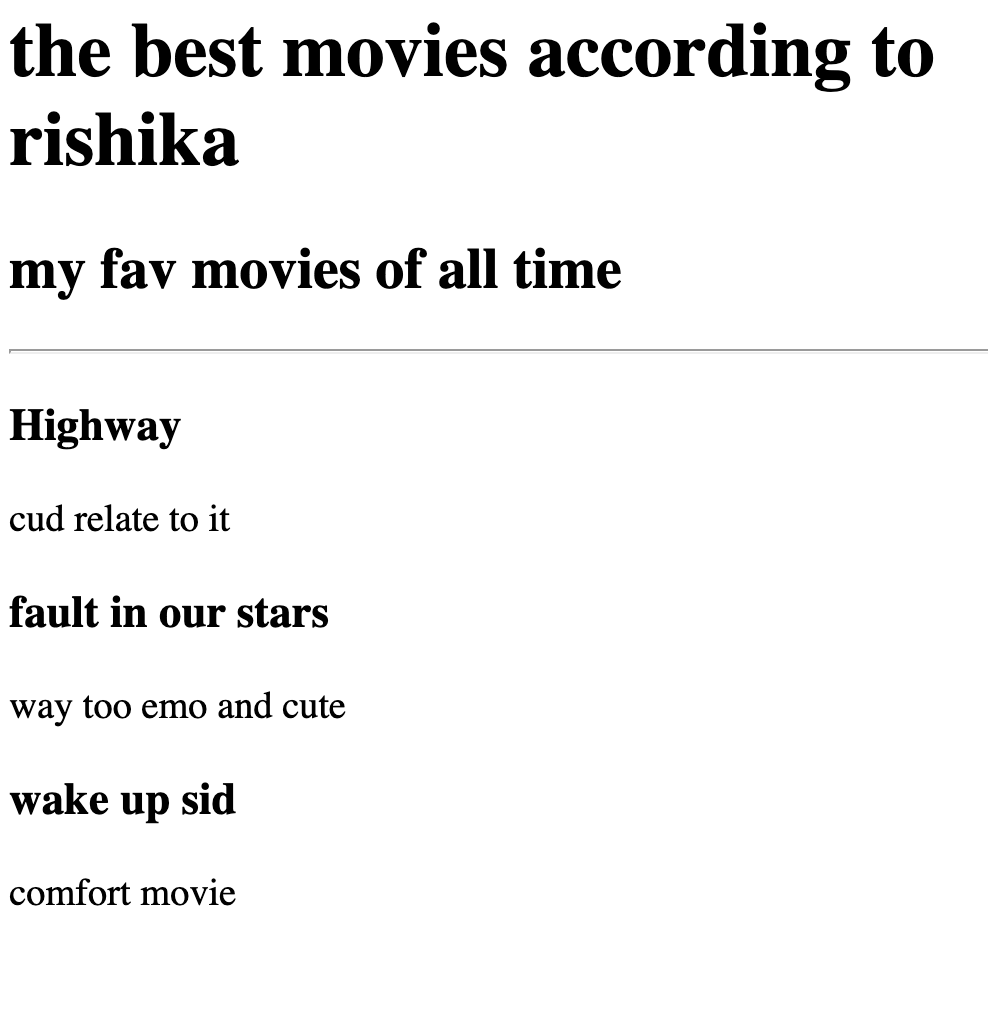 the best movies according to
rishika
my fav movies of all time
Highway
cud relate to it
fault in our stars
way too emo and cute
wake up sid
comfort movie